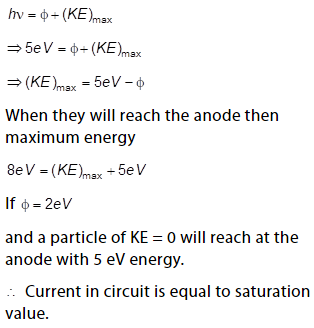 hν = ϕ + (KE)max
⇒ 5eV = ϕ + (KE)max
⇒ (KE)max = 5eV − ϕ
When they will reach the anode then
maximum energy
8eV = (KE)max + 5eV
If ϕ = 2eV
and a particle of KE = 0 will reach at the
anode with 5 eV energy.
∴ Current in circuit is equal to saturation
value.